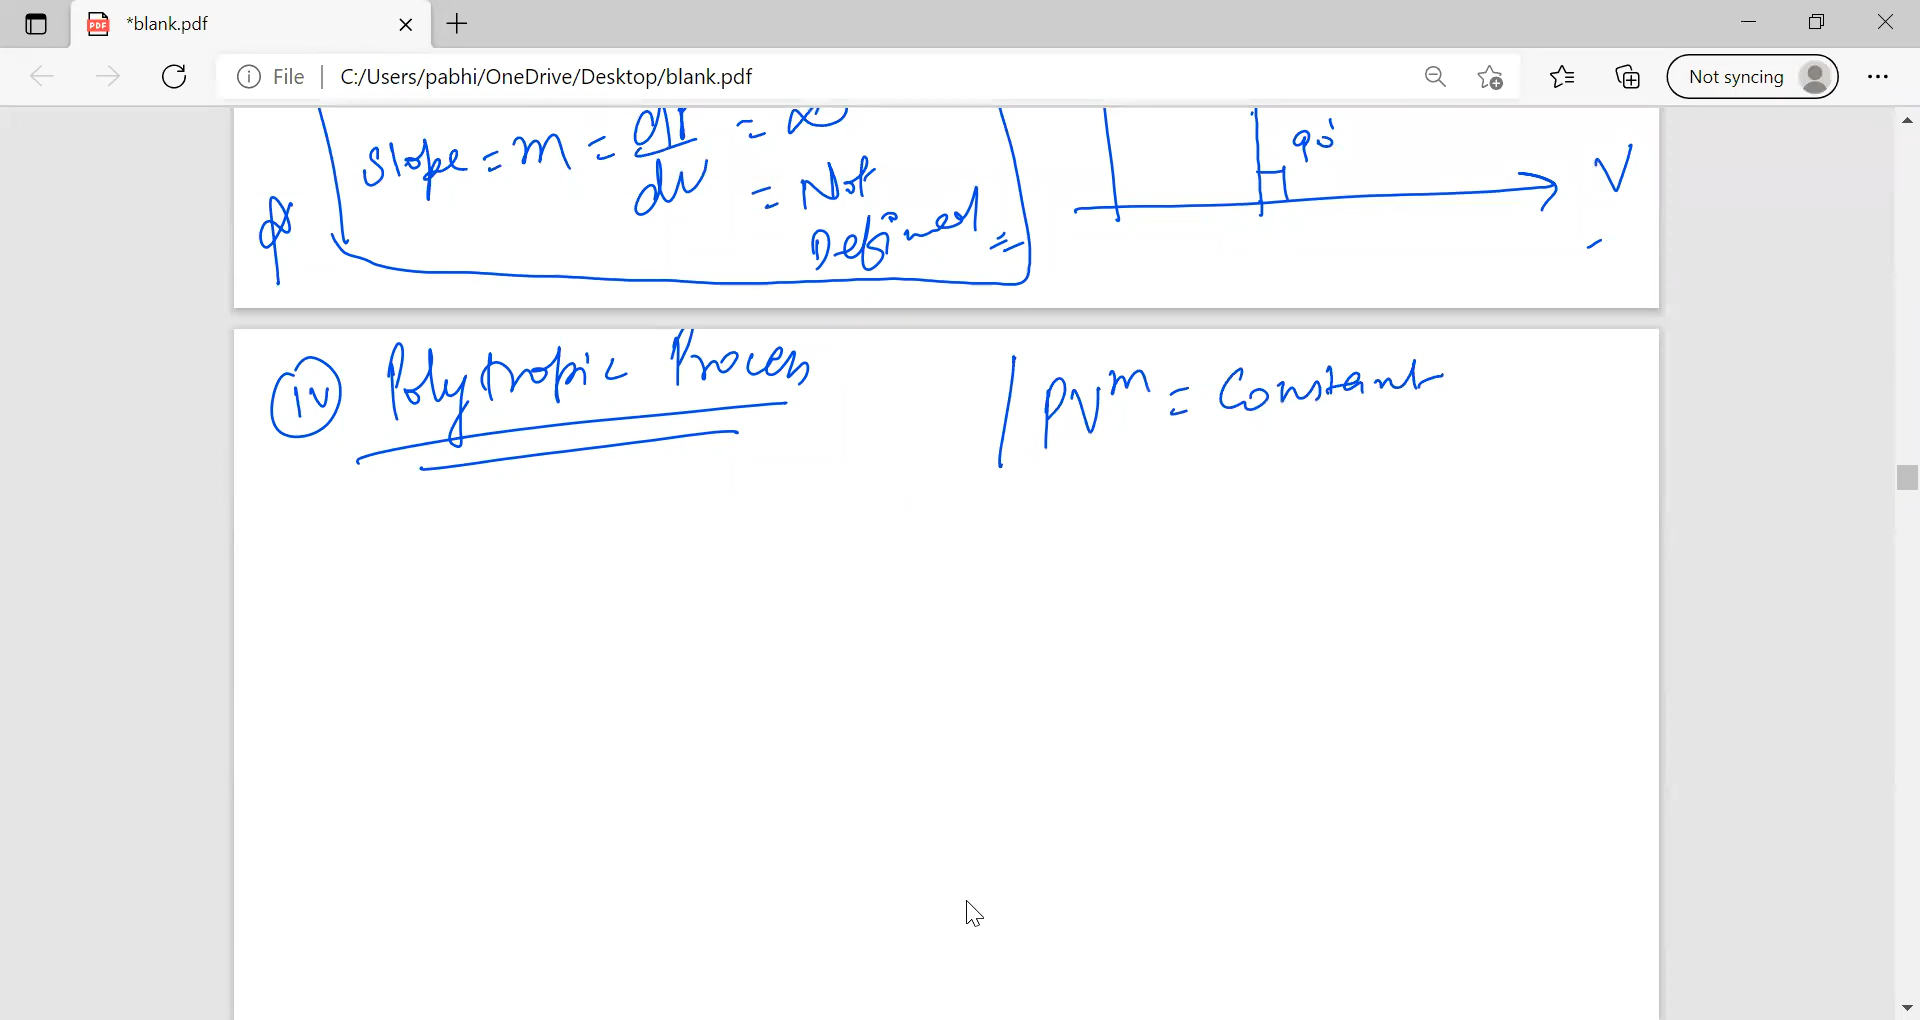 *blank.pdf
File | C:/Users/pabhi/OneDrive/Desktop/blank.pdf
Not syncing
Slope = m = dP/dv = ∞
= Not
Defined =
90°
V
(iv) Polytropic Process
PV^m = Constant